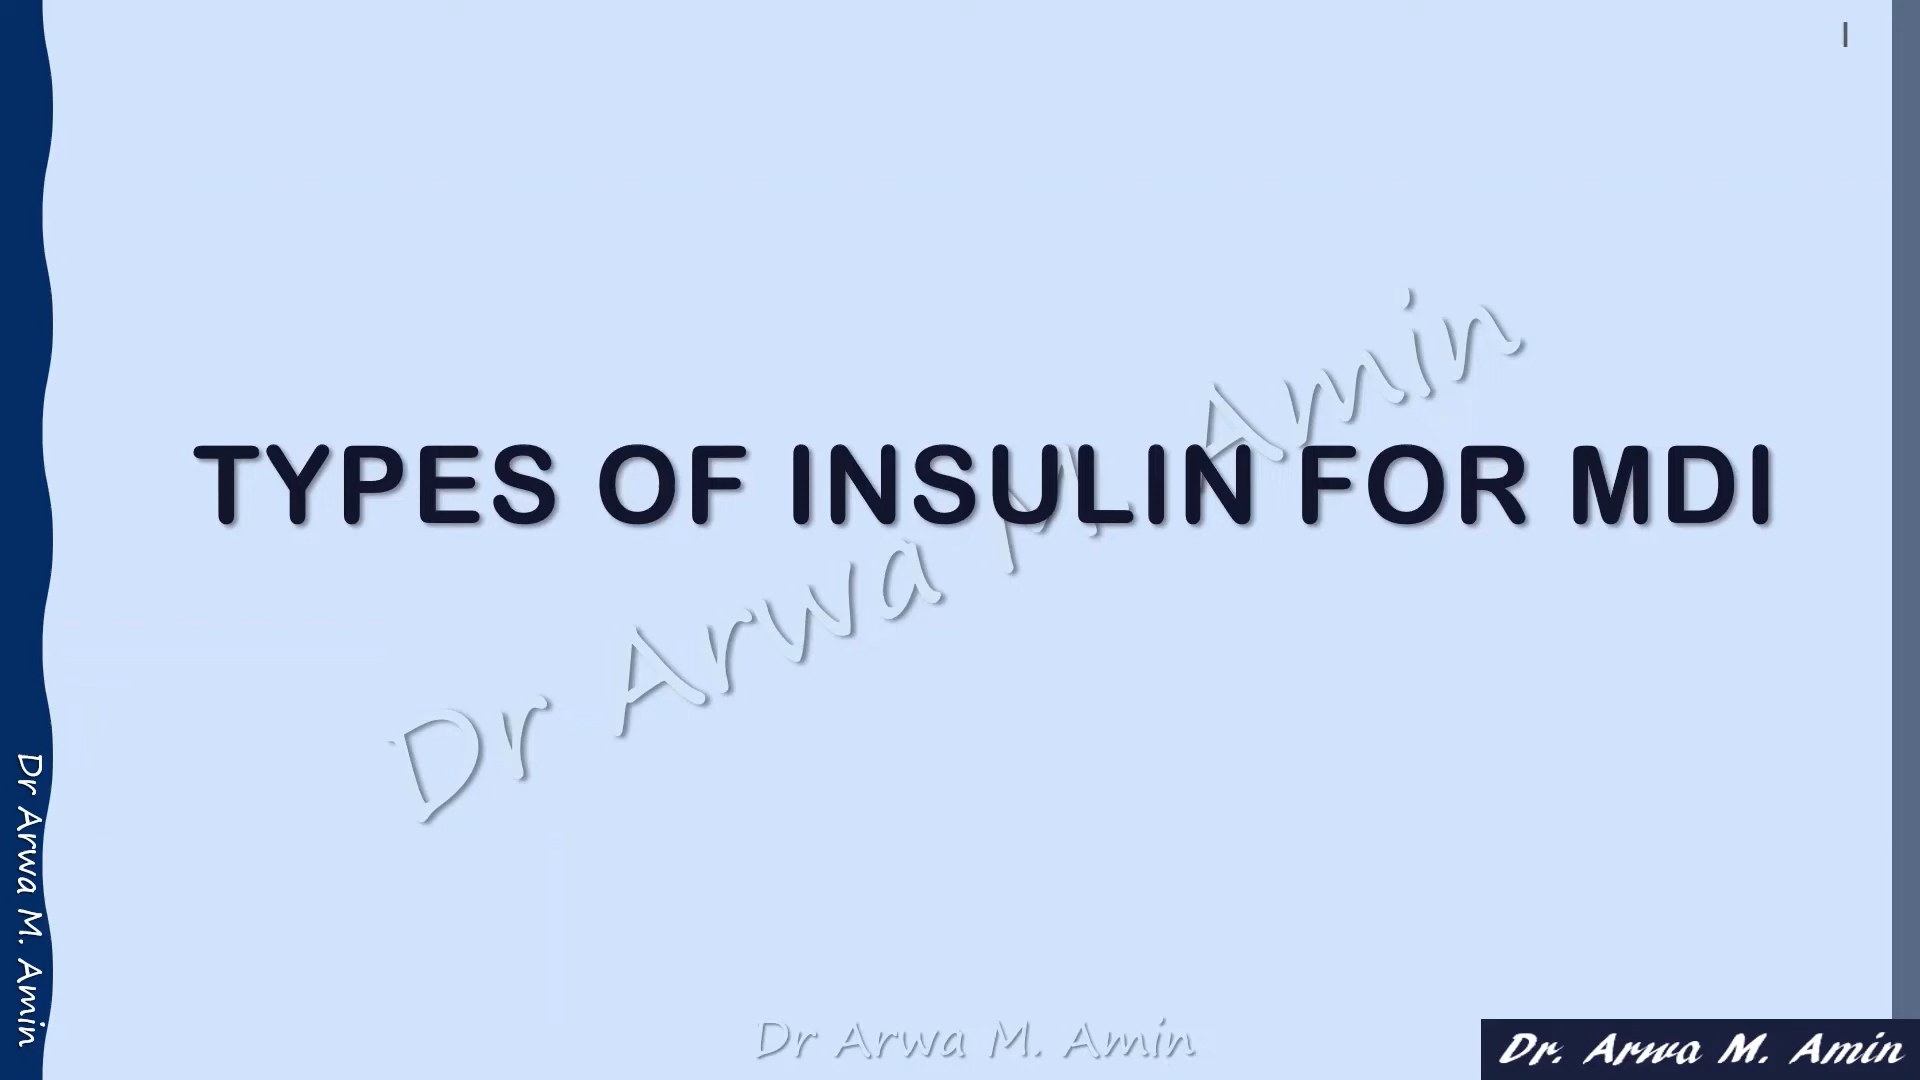 I
TYPES OF INSULIN FOR MDI
Dr Arwa M. Amin
Dr Arwa M. Amin
Dr Arwa M. Amin
Dr. Arwa M. Amin